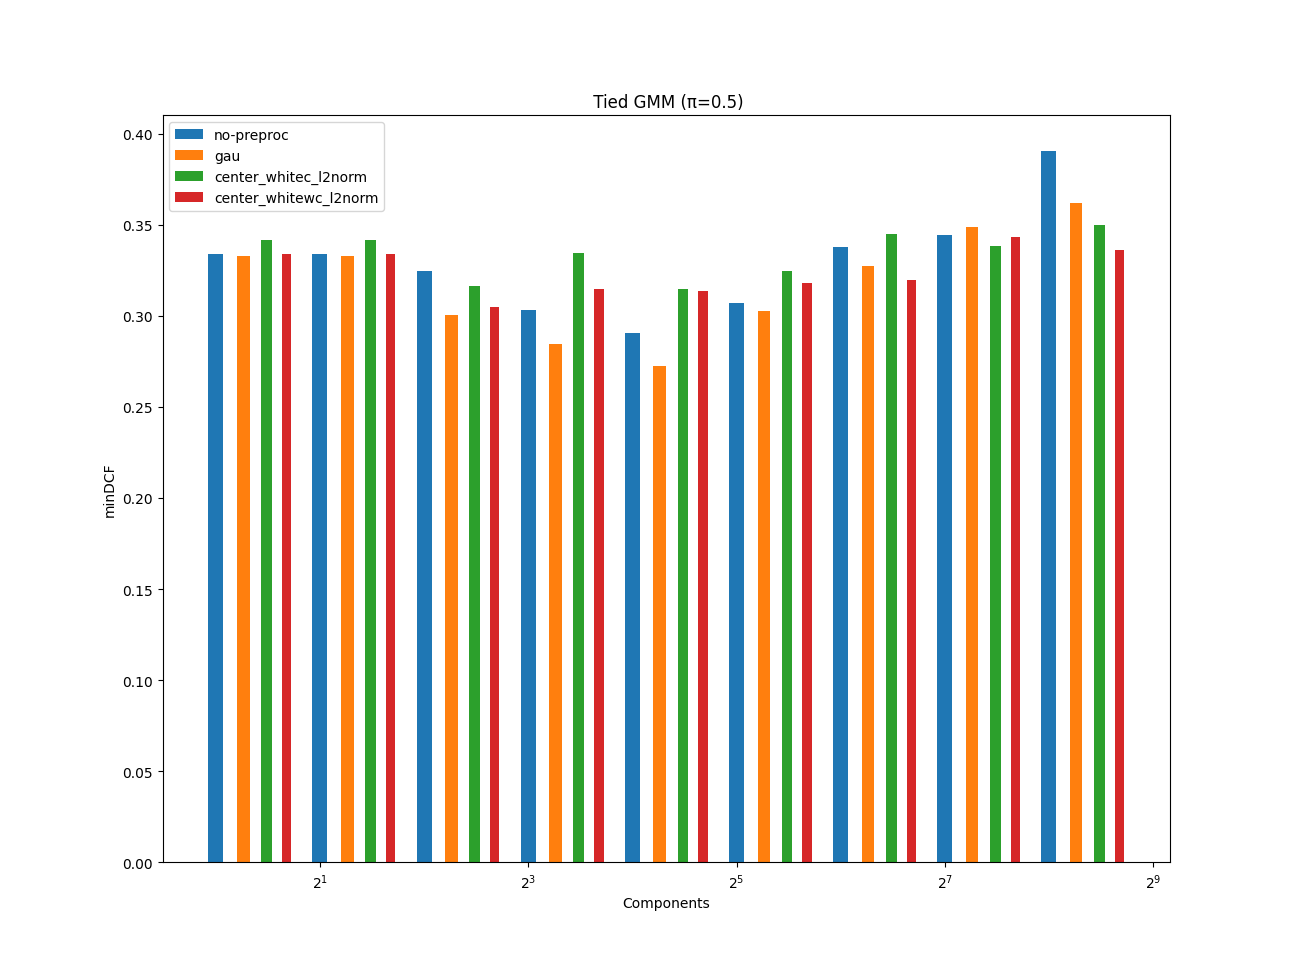 Tied GMM (π=0.5)
no-preproc
gau
center_whitec_l2norm
center_whitewc_l2norm
0.40
0.35
0.30
0.25
0.20
0.15
0.10
0.05
0.00
minDCF
2^1 2^3 2^5 2^7 2^9
Components